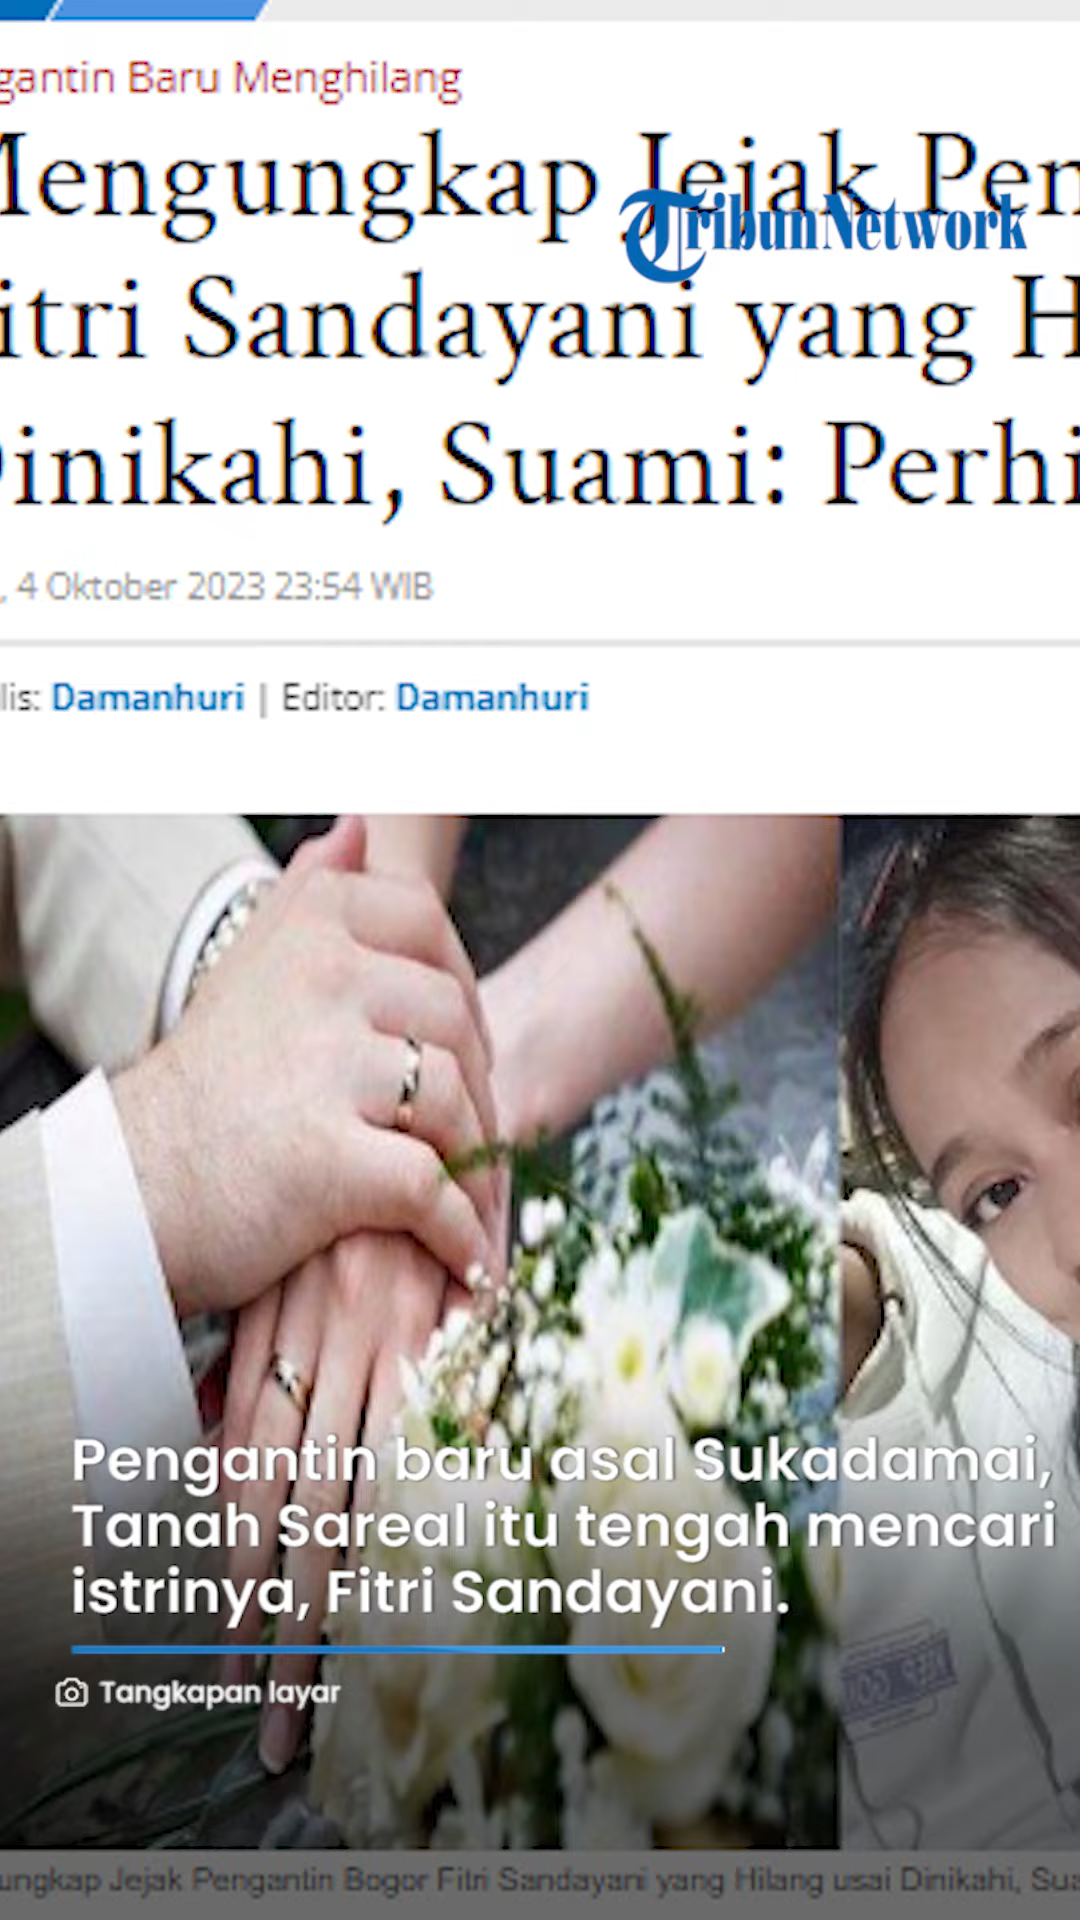 gantin Baru Menghilang
Mengungkap Jejak Pen
TribunNetwork
itri Sandayani yang H
Dinikahi, Suami: Perhi
, 4 Oktober 2023 23:54 WIB
lis: Damanhuri | Editor: Damanhuri
Pengantin baru asal Sukadamai,
Tanah Sareal itu tengah mencari
istrinya, Fitri Sandayani.
Tangkapan layar
ungkap Jejak Pengantin Bogor Fitri Sandayani yang Hilang usai Dinikahi, Sua